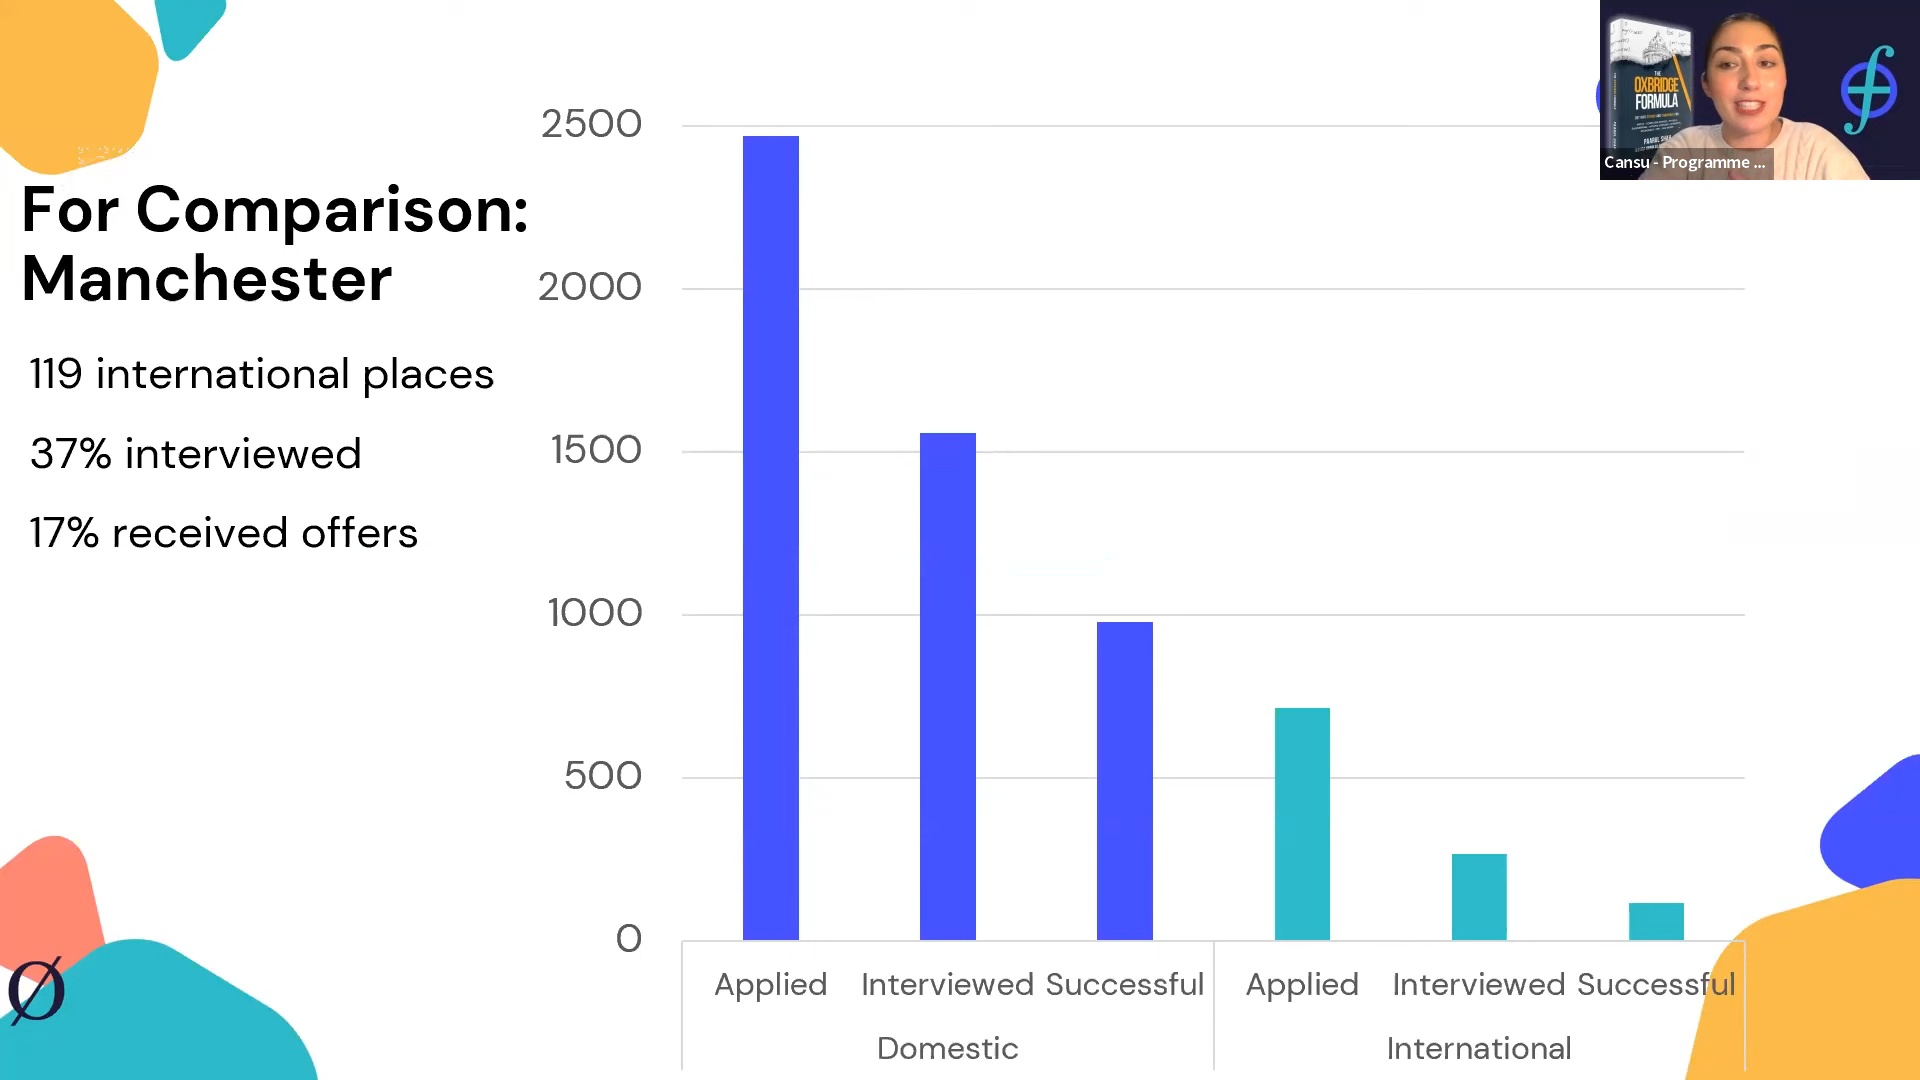 For Comparison:
Manchester
119 international places
37% interviewed
17% received offers
2500
2000
1500
1000
500
0
Applied
Interviewed
Successful
Applied
Interviewed
Successful
Domestic
International
THE
OXBRIDGE
FORMULA
Cansu - Programme ...